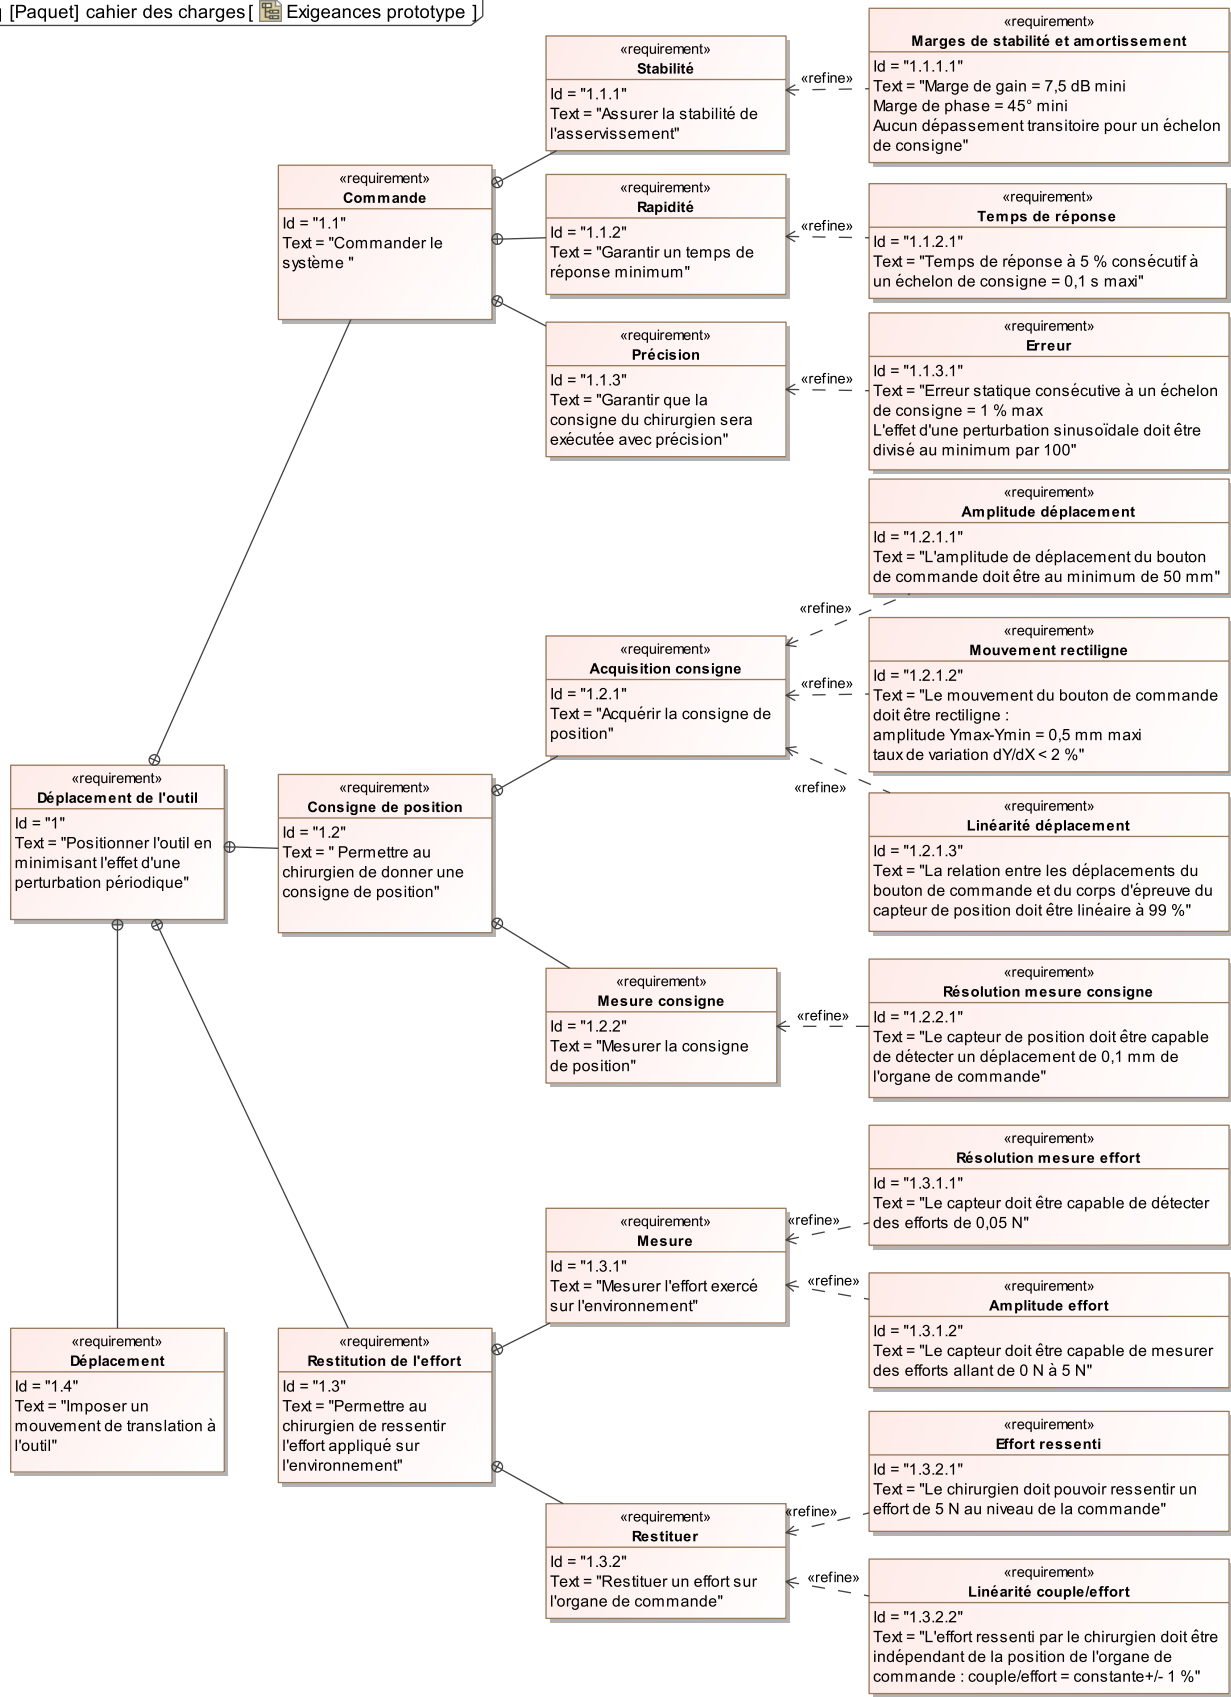 [Paquet] cahier des charges [ Exigeances prototype ]
«requirement»
Stabilité
Id = "1.1.1"
Text = "Assurer la stabilité de
l'asservissement"
«refine»
«requirement»
Marges de stabilité et amortissement
Id = "1.1.1.1"
Text = "Marge de gain = 7,5 dB mini
Marge de phase = 45° mini
Aucun dépassement transitoire pour un échelon
de consigne"
«requirement»
Commande
Id = "1.1"
Text = "Commander le
système "
«requirement»
Rapidité
Id = "1.1.2"
Text = "Garantir un temps de
réponse minimum"
«refine»
«requirement»
Temps de réponse
Id = "1.1.2.1"
Text = "Temps de réponse à 5 % consécutif à
un échelon de consigne = 0,1 s maxi"
«requirement»
Précision
Id = "1.1.3"
Text = "Garantir que la
consigne du chirurgien sera
exécutée avec précision"
«refine»
«requirement»
Erreur
Id = "1.1.3.1"
Text = "Erreur statique consécutive à un échelon
de consigne = 1 % max
L'effet d'une perturbation sinusoïdale doit être
divisé au minimum par 100"
«requirement»
Amplitude déplacement
Id = "1.2.1.1"
Text = "L'amplitude de déplacement du bouton
de commande doit être au minimum de 50 mm"
«refine»
«requirement»
Acquisition consigne
Id = "1.2.1"
Text = "Acquérir la consigne de
position"
«refine»
«requirement»
Mouvement rectiligne
Id = "1.2.1.2"
Text = "Le mouvement du bouton de commande
doit être rectiligne :
amplitude Ymax-Ymin = 0,5 mm maxi
taux de variation dY/dX < 2 %"
«refine»
«requirement»
Déplacement de l'outil
Id = "1"
Text = "Positionner l'outil en
minimisant l'effet d'une
perturbation périodique"
«requirement»
Consigne de position
Id = "1.2"
Text = " Permettre au
chirurgien de donner une
consigne de position"
«requirement»
Linéarité déplacement
Id = "1.2.1.3"
Text = "La relation entre les déplacements du
bouton de commande et du corps d'épreuve du
capteur de position doit être linéaire à 99 %"
«requirement»
Mesure consigne
Id = "1.2.2"
Text = "Mesurer la consigne
de position"
«refine»
«requirement»
Résolution mesure consigne
Id = "1.2.2.1"
Text = "Le capteur de position doit être capable
de détecter un déplacement de 0,1 mm de
l'organe de commande"
«requirement»
Résolution mesure effort
Id = "1.3.1.1"
Text = "Le capteur doit être capable de détecter
des efforts de 0,05 N"
«refine»
«requirement»
Mesure
Id = "1.3.1"
Text = "Mesurer l'effort exercé
sur l'environnement"
«refine»
«requirement»
Amplitude effort
Id = "1.3.1.2"
Text = "Le capteur doit être capable de mesurer
des efforts allant de 0 N à 5 N"
«requirement»
Déplacement
Id = "1.4"
Text = "Imposer un
mouvement de translation à
l'outil"
«requirement»
Restitution de l'effort
Id = "1.3"
Text = "Permettre au
chirurgien de ressentir
l'effort appliqué sur
l'environnement"
«requirement»
Effort ressenti
Id = "1.3.2.1"
Text = "Le chirurgien doit pouvoir ressentir un
effort de 5 N au niveau de la commande"
«refine»
«requirement»
Restituer
Id = "1.3.2"
Text = "Restituer un effort sur
l'organe de commande"
«refine»
«requirement»
Linéarité couple/effort
Id = "1.3.2.2"
Text = "L'effort ressenti par le chirurgien doit être
indépendant de la position de l'organe de
commande : couple/effort = constante+/- 1 %"